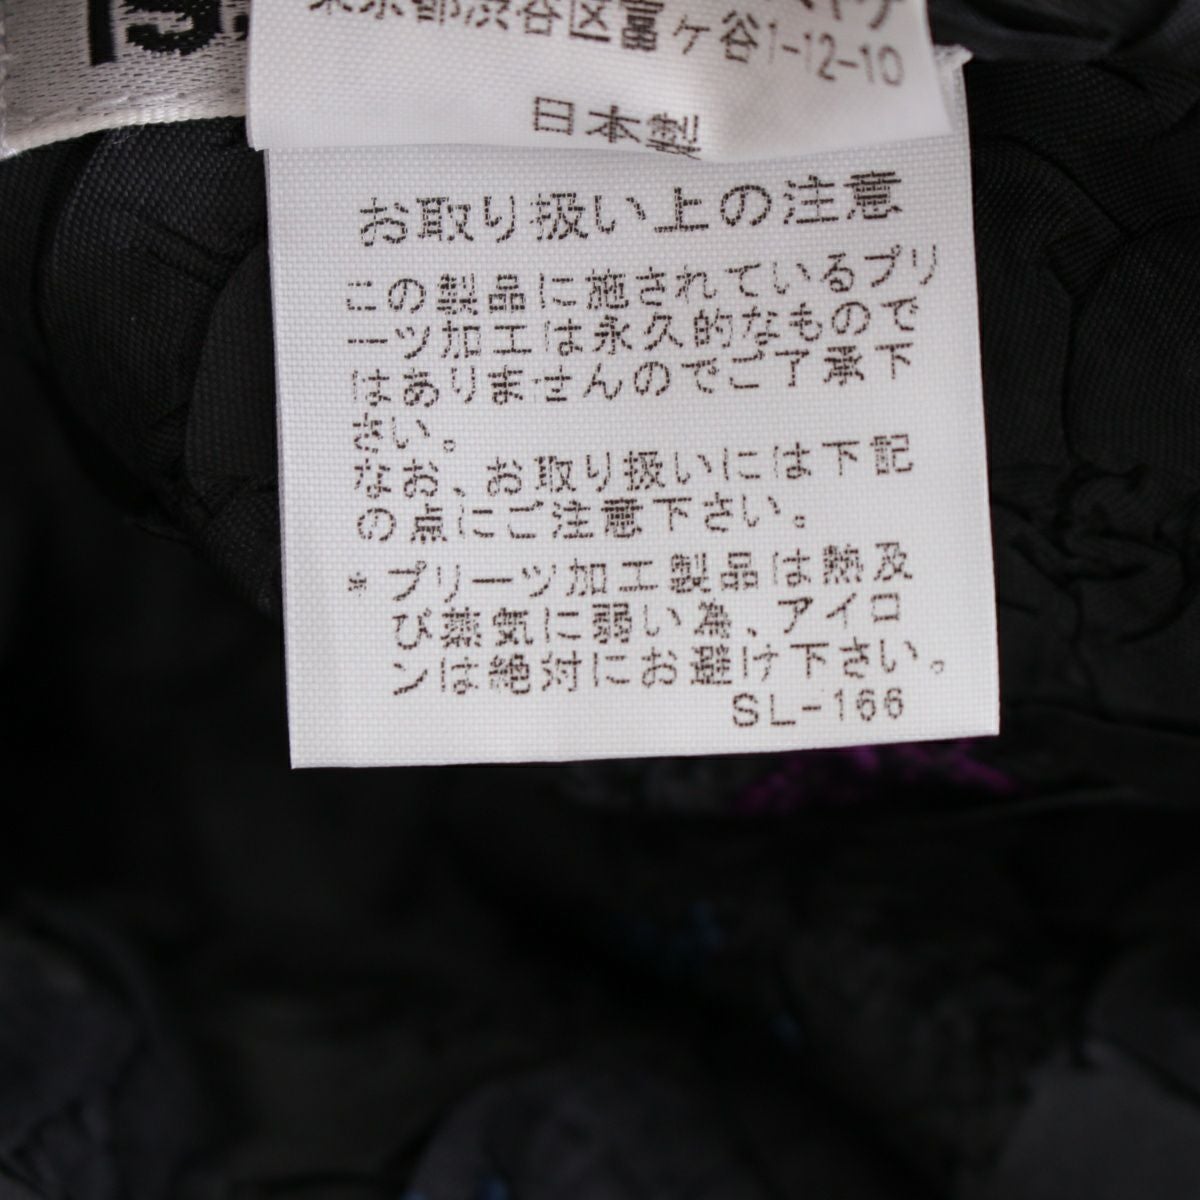 東京都渋谷区富ヶ谷1-12-10
日本製
お取り扱い上の注意
この製品に施されているプリ
ーツ加工は永久的なもので
はありませんのでご了承下
さい。
なお、お取り扱いには下記
の点にご注意下さい。
*プリーツ加工製品は熱及
び蒸気に弱い為、アイロ
ンは絶対にお避け下さい。
SL-166